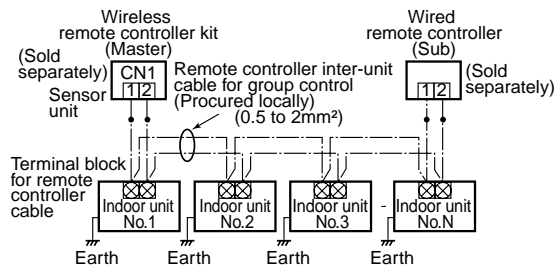 Wireless
remote controller kit
(Master)
(Sold
separately)
CN1
1 2
Sensor
unit
Remote controller inter-unit
cable for group control
(Procured locally)
(0.5 to 2mm²)
Wired
remote controller
(Sub)
1 2
(Sold
separately)
Terminal block
for remote
controller
cable
Indoor unit
No.1
Indoor unit
No.2
Indoor unit
No.3
-
Indoor unit
No.N
Earth
Earth
Earth
Earth